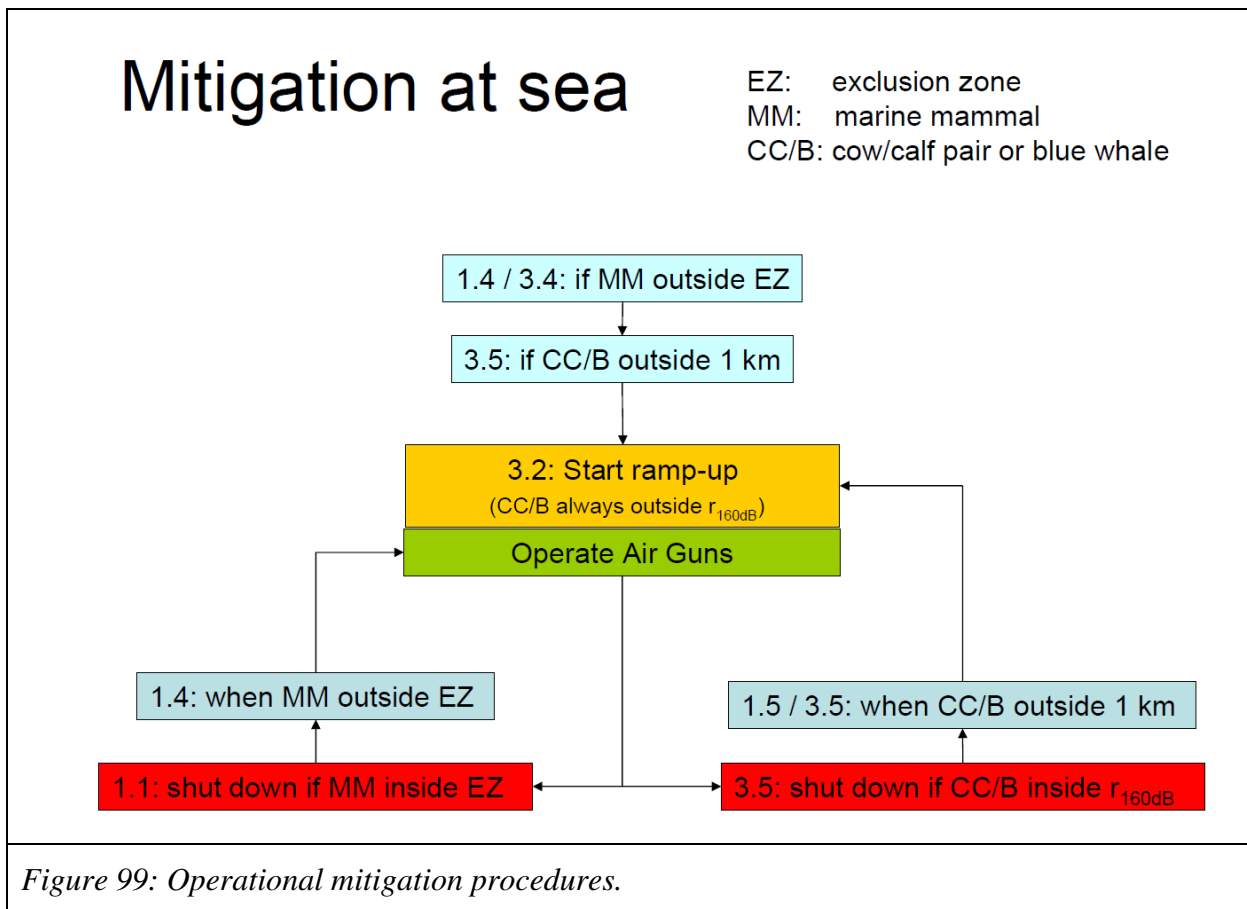 Mitigation at sea
EZ: exclusion zone
MM: marine mammal
CC/B: cow/calf pair or blue whale
1.4 / 3.4: if MM outside EZ
3.5: if CC/B outside 1 km
3.2: Start ramp-up
(CC/B always outside r160dB)
Operate Air Guns
1.4: when MM outside EZ
1.5 / 3.5: when CC/B outside 1 km
1.1: shut down if MM inside EZ
3.5: shut down if CC/B inside r160dB
Figure 99: Operational mitigation procedures.